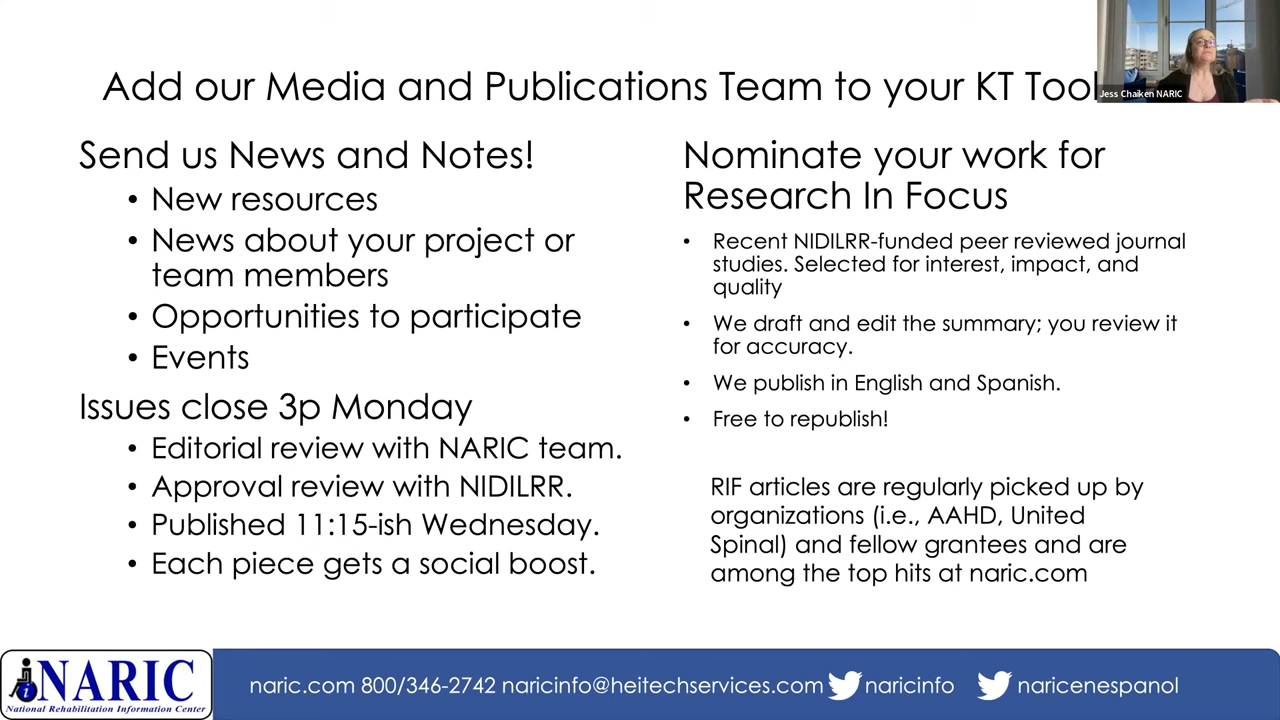 Add our Media and Publications Team to your KT Tool
Jess Chaiken NARIC
Send us News and Notes!
• New resources
• News about your project or
team members
• Opportunities to participate
• Events
Issues close 3p Monday
• Editorial review with NARIC team.
• Approval review with NIDILRR.
• Published 11:15-ish Wednesday.
• Each piece gets a social boost.
Nominate your work for
Research In Focus
• Recent NIDILRR-funded peer reviewed journal
studies. Selected for interest, impact, and
quality
• We draft and edit the summary; you review it
for accuracy.
• We publish in English and Spanish.
• Free to republish!
RIF articles are regularly picked up by
organizations (i.e., AAHD, United
Spinal) and fellow grantees and are
among the top hits at naric.com
NARIC
National Rehabilitation Information Center
naric.com 800/346-2742 naricinfo@heitechservices.com naricinfo naricenespanol